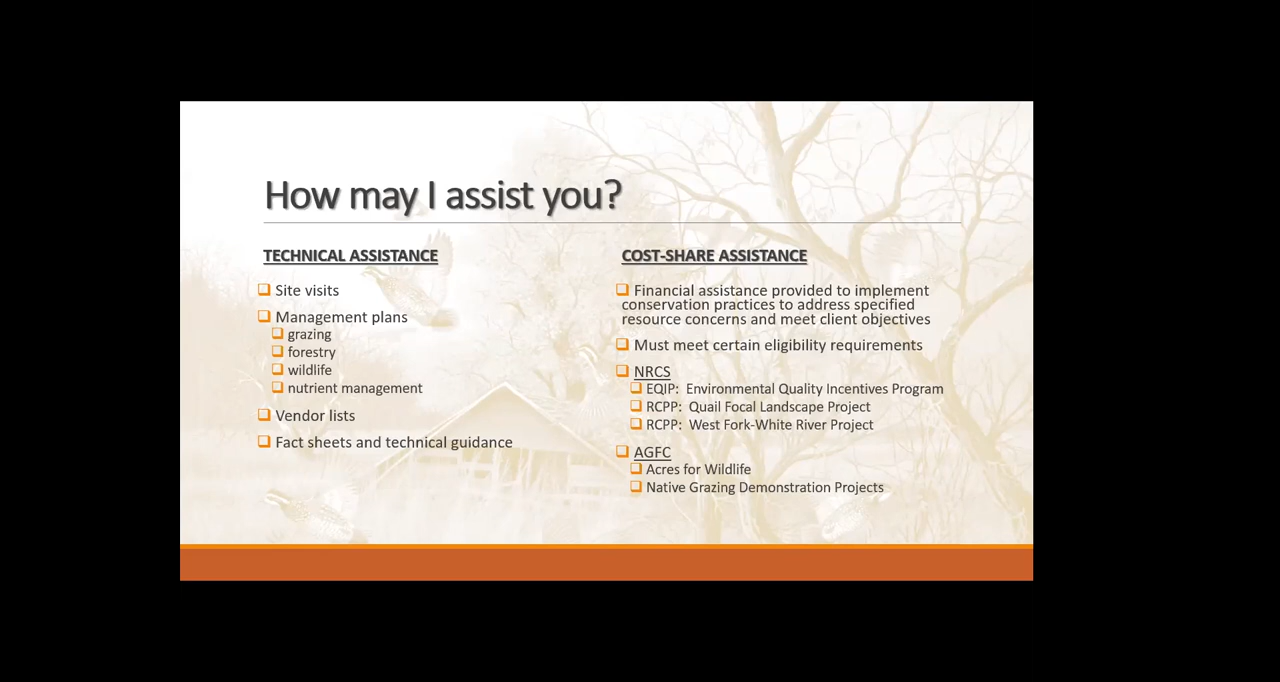 How may I assist you?
TECHNICAL ASSISTANCE
Site visits
Management plans
grazing
forestry
wildlife
nutrient management
Vendor lists
Fact sheets and technical guidance
COST-SHARE ASSISTANCE
Financial assistance provided to implement
conservation practices to address specified
resource concerns and meet client objectives
Must meet certain eligibility requirements
NRCS
EQIP: Environmental Quality Incentives Program
RCPP: Quail Focal Landscape Project
RCPP: West Fork-White River Project
AGFC
Acres for Wildlife
Native Grazing Demonstration Projects